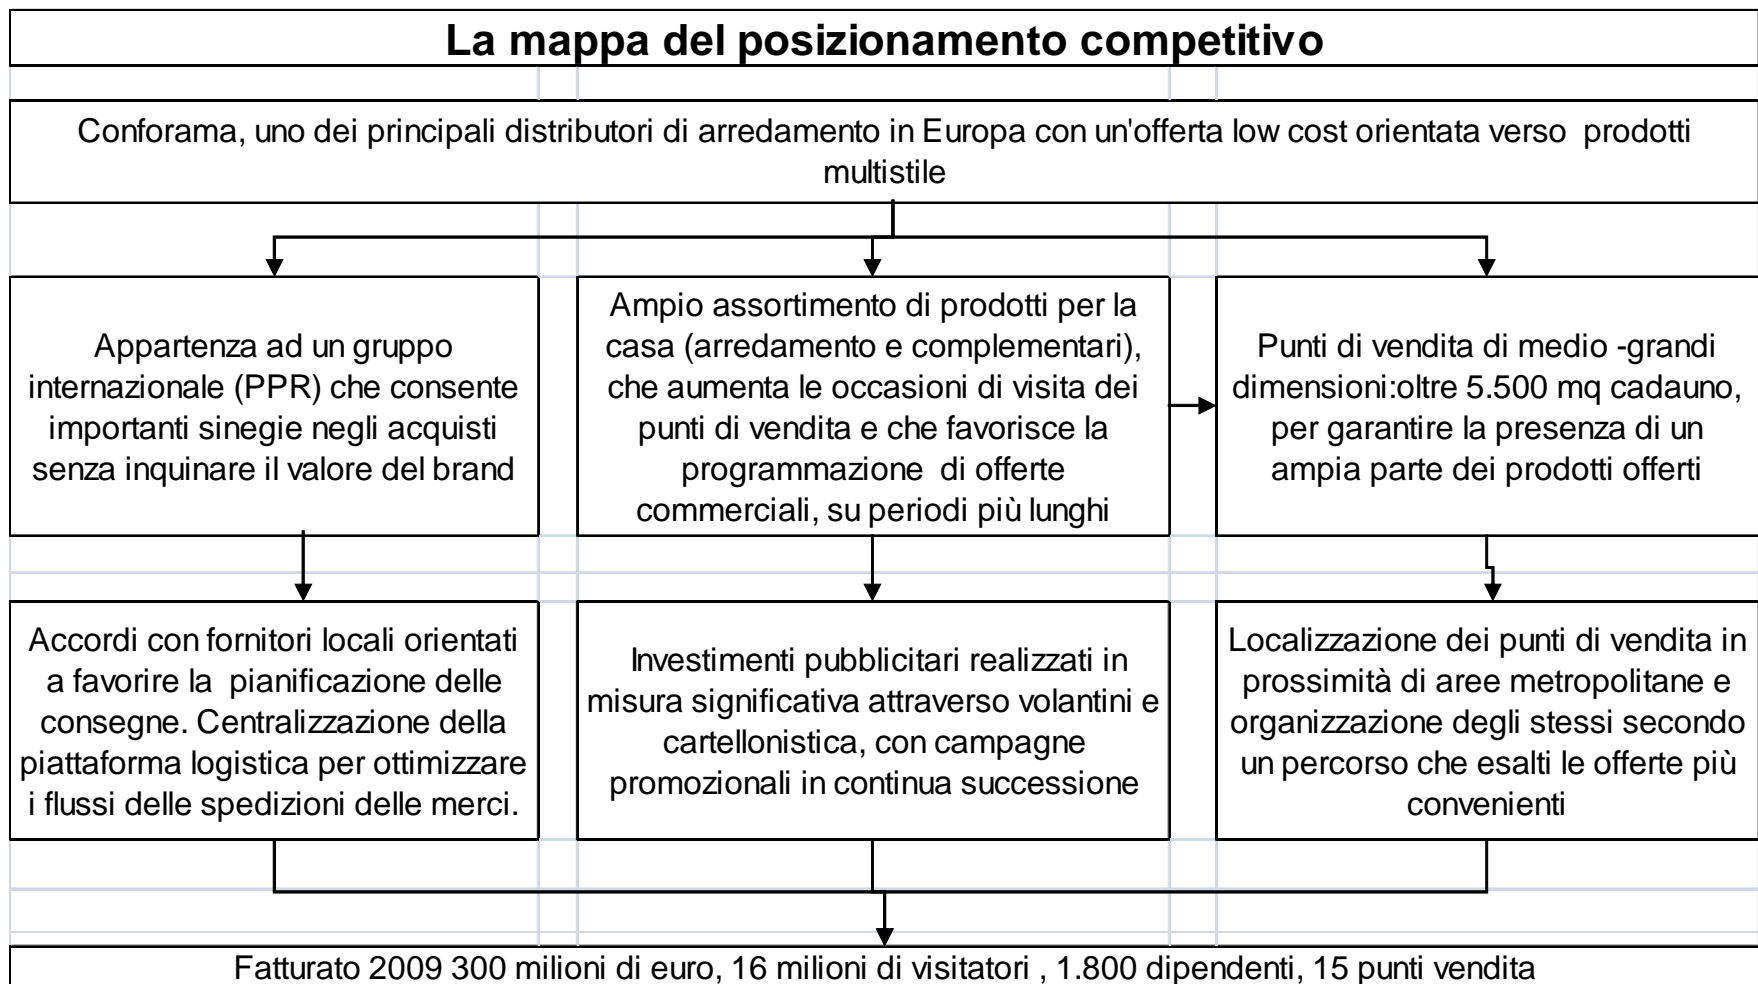 La mappa del posizionamento competitivo
Conforama, uno dei principali distributori di arredamento in Europa con un'offerta low cost orientata verso prodotti
multistile
Appartenza ad un gruppo
internazionale (PPR) che consente
importanti sinegie negli acquisti
senza inquinare il valore del brand
Ampio assortimento di prodotti per la
casa (arredamento e complementari),
che aumenta le occasioni di visita dei
punti di vendita e che favorisce la
programmazione di offerte
commerciali, su periodi più lunghi
Punti di vendita di medio -grandi
dimensioni:oltre 5.500 mq cadauno,
per garantire la presenza di un
ampia parte dei prodotti offerti
Accordi con fornitori locali orientati
a favorire la pianificazione delle
consegne. Centralizzazione della
piattaforma logistica per ottimizzare
i flussi delle spedizioni delle merci.
Investimenti pubblicitari realizzati in
misura significativa attraverso volantini e
cartellonistica, con campagne
promozionali in continua successione
Localizzazione dei punti di vendita in
prossimità di aree metropolitane e
organizzazione degli stessi secondo
un percorso che esalti le offerte più
convenienti
Fatturato 2009 300 milioni di euro, 16 milioni di visitatori , 1.800 dipendenti, 15 punti vendita